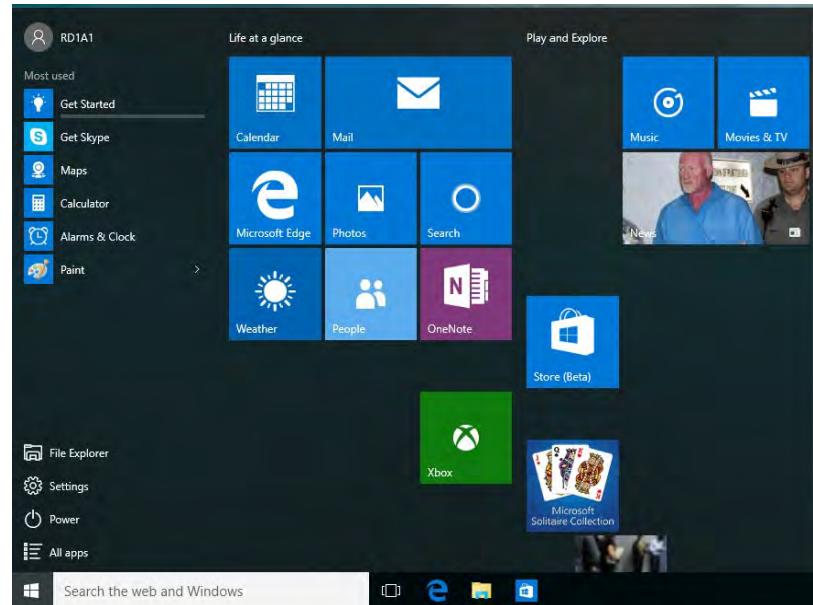 RD1A1
Most used
Get Started
Get Skype
Maps
Calculator
Alarms & Clock
Paint
File Explorer
Settings
Power
All apps
Life at a glance
Calendar
Mail
Microsoft Edge
Photos
Search
Weather
People
OneNote
N
Xbox
Play and Explore
Music
Movies & TV
News
Store (Beta)
Microsoft
Solitaire Collection
Search the web and Windows